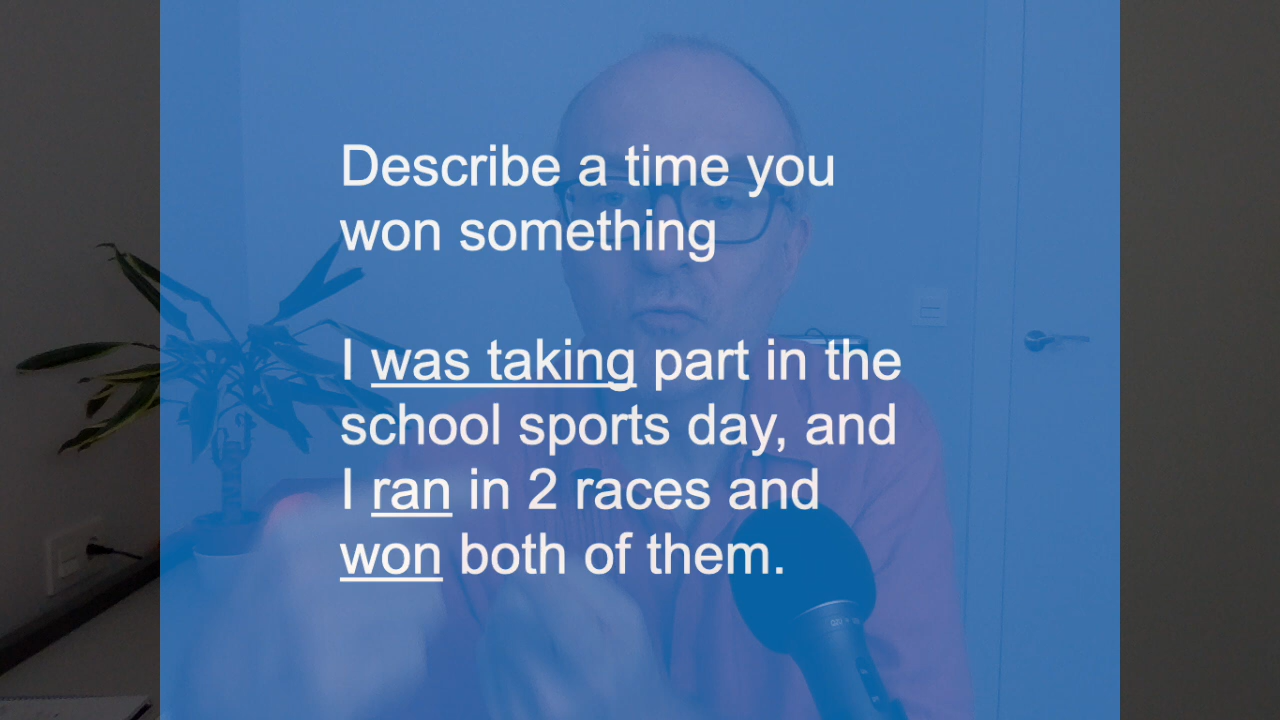 Describe a time you
won something
I was taking part in the
school sports day, and
I ran in 2 races and
won both of them.